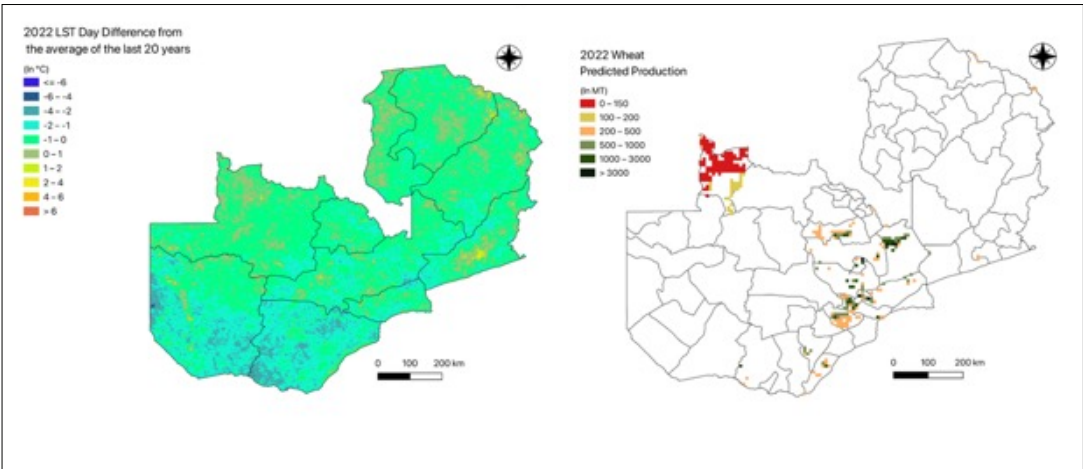 2022 LST Day Difference from
the average of the last 20 years
(In °C)
<= -6
-6 – -4
-4 – -2
-2 – -1
-1 – 0
0 – 1
1 – 2
2 – 4
4 – 6
> 6
0 100 200 km
2022 Wheat
Predicted Production
(In MT)
0 – 150
100 – 200
200 – 500
500 – 1000
1000 – 3000
> 3000
0 100 200 km